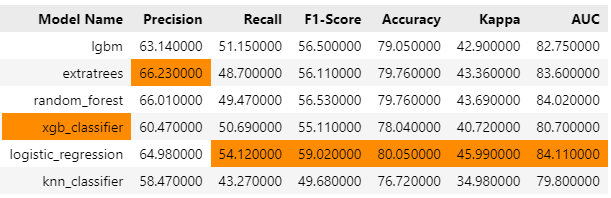 Model Name Precision Recall F1-Score Accuracy Kappa AUC
lgbm 63.140000 51.150000 56.500000 79.050000 42.900000 82.750000
extratrees 66.230000 48.700000 56.110000 79.760000 43.360000 83.600000
random_forest 66.010000 49.470000 56.530000 79.760000 43.690000 84.020000
xgb_classifier 60.470000 50.690000 55.110000 78.040000 40.720000 80.700000
logistic_regression 64.980000 54.120000 59.020000 80.050000 45.990000 84.110000
knn_classifier 58.470000 43.270000 49.680000 76.720000 34.980000 79.800000